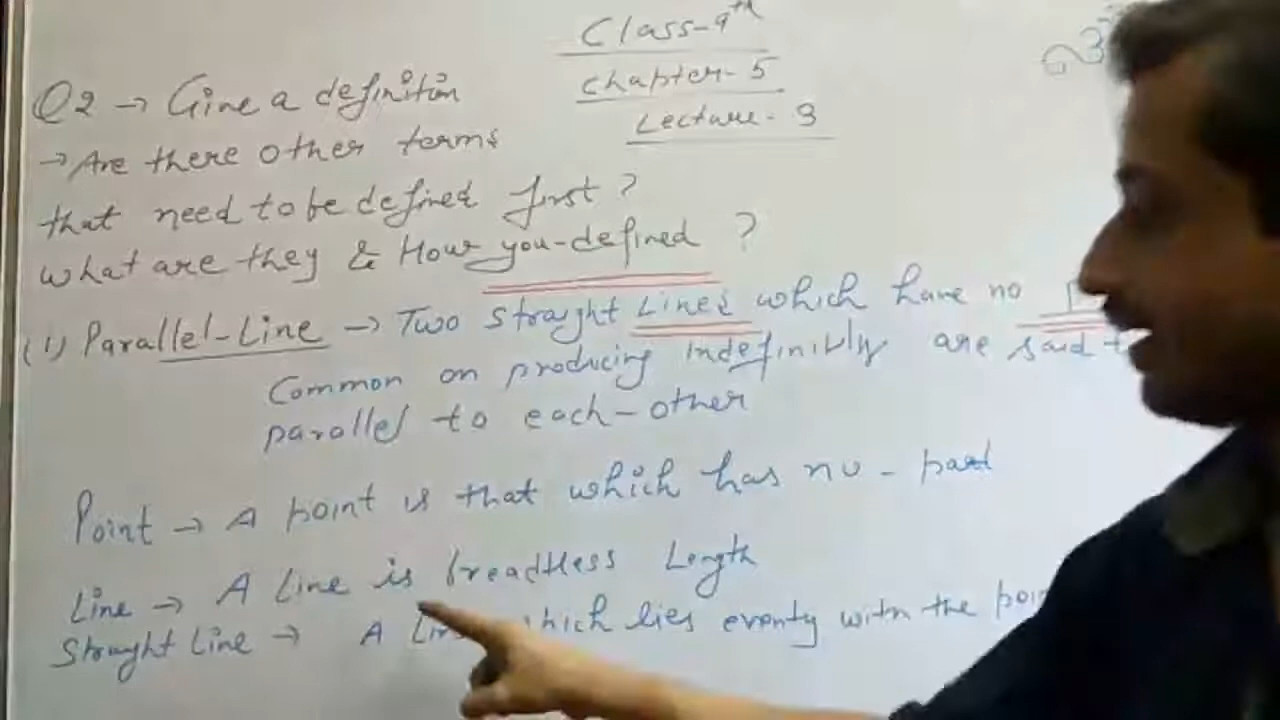 Class-9th
Chapter-5
Lecture-3
Q2 → Give a definition
→ Are there other terms
that need to be defined first?
What are they & How you-defined ?
(1) Parallel-Line → Two straight Lines which have no
Common on producing indefinitly are said
parallel to each-other
Point → A point is that which has no-part
Line → A Line is breadtless Length
Straight Line → A which lies evenly with the